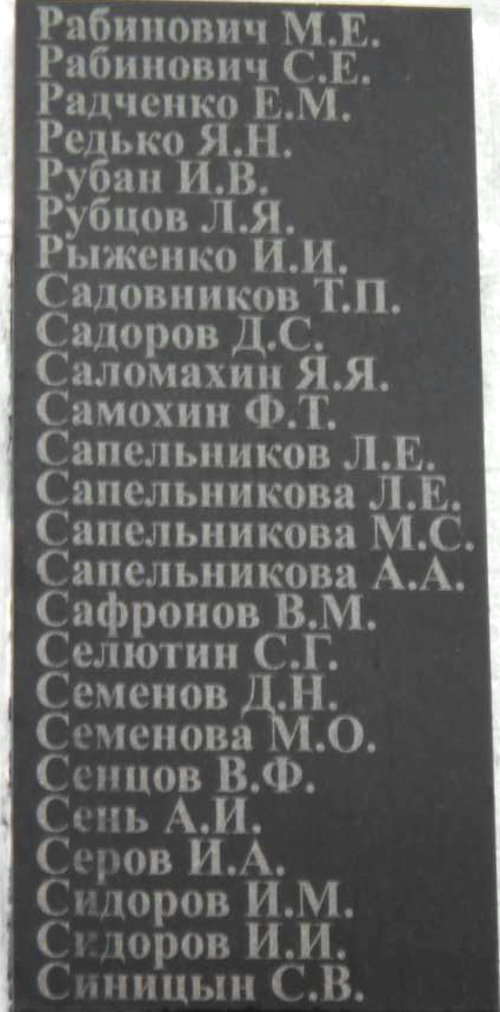 Рабинович М.Е.
Рабинович С.Е.
Радченко Е.М.
Редько Я.Н.
Рубан И.В.
Рубцов Л.Я.
Рыженко И.И.
Садовников Т.П.
Садоров Д.С.
Саломахин Я.Я.
Самохин Ф.Т.
Сапельников Л.Е.
Сапельникова Л.Е.
Сапельникова М.С.
Сапельникова А.А.
Сафронов В.М.
Селютин С.Г.
Семенов Д.Н.
Семенова М.О.
Сенцов В.Ф.
Сень А.И.
Серов И.А.
Сидоров И.М.
Сидоров И.И.
Синицын С.В.